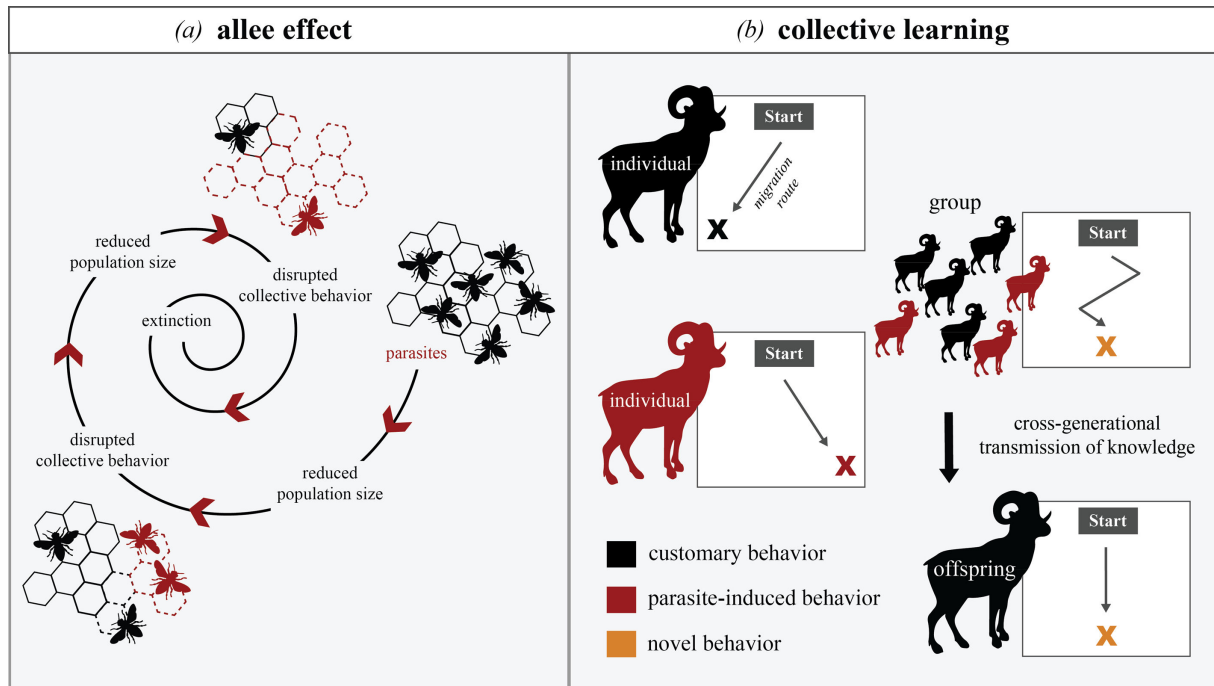 (a) allee effect
reduced
population size
disrupted
collective behavior
extinction
parasites
disrupted
collective behavior
reduced
population size
(b) collective learning
individual
Start
migration
route
X
individual
Start
X
group
Start
X
cross-generational
transmission of knowledge
offspring
Start
X
customary behavior
parasite-induced behavior
novel behavior